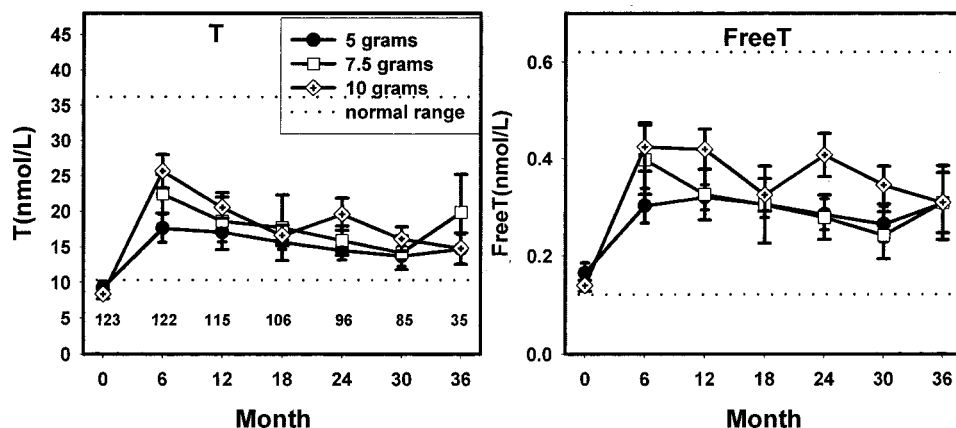 T
5 grams
7.5 grams
10 grams
normal range
T(nmol/L)
45
40
35
30
25
20
15
10
5
0
123 122 115 106 96 85 35
0 6 12 18 24 30 36
Month
FreeT
FreeT(nmol/L)
0.6
0.4
0.2
0.0
0 6 12 18 24 30 36
Month